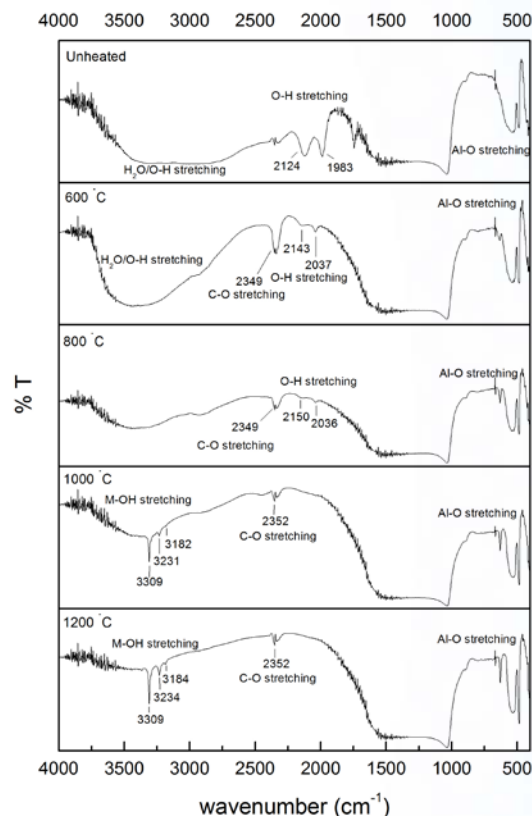 4000 3500 3000 2500 2000 1500 1000 500
Unheated
O-H stretching
H2O/O-H stretching
2124
1983
Al-O stretching
600 °C
Al-O stretching
H2O/O-H stretching
2143
2349
2037
O-H stretching
C-O stretching
800 °C
Al-O stretching
O-H stretching
2349
2150
2036
C-O stretching
% T
1000 °C
M-OH stretching
Al-O stretching
2352
3182
C-O stretching
3231
3309
1200 °C
M-OH stretching
Al-O stretching
2352
3184
C-O stretching
3234
3309
4000 3500 3000 2500 2000 1500 1000 500
wavenumber (cm-1)